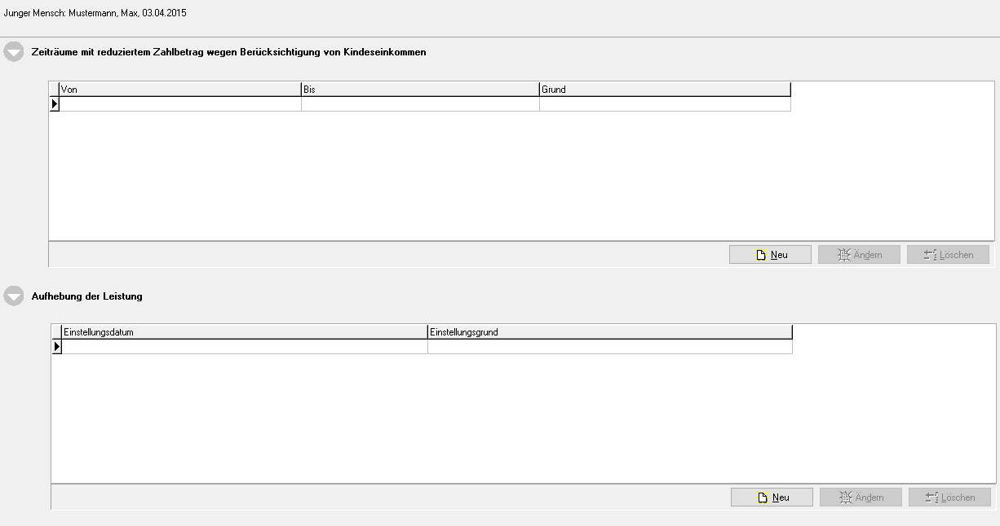 Junger Mensch: Mustermann, Max, 03.04.2015
Zeiträume mit reduziertem Zahlbetrag wegen Berücksichtigung von Kindeseinkommen
Von Bis Grund
Neu Ändern Löschen
Aufhebung der Leistung
Einstellungsdatum Einstellungsgrund
Neu Ändern Löschen